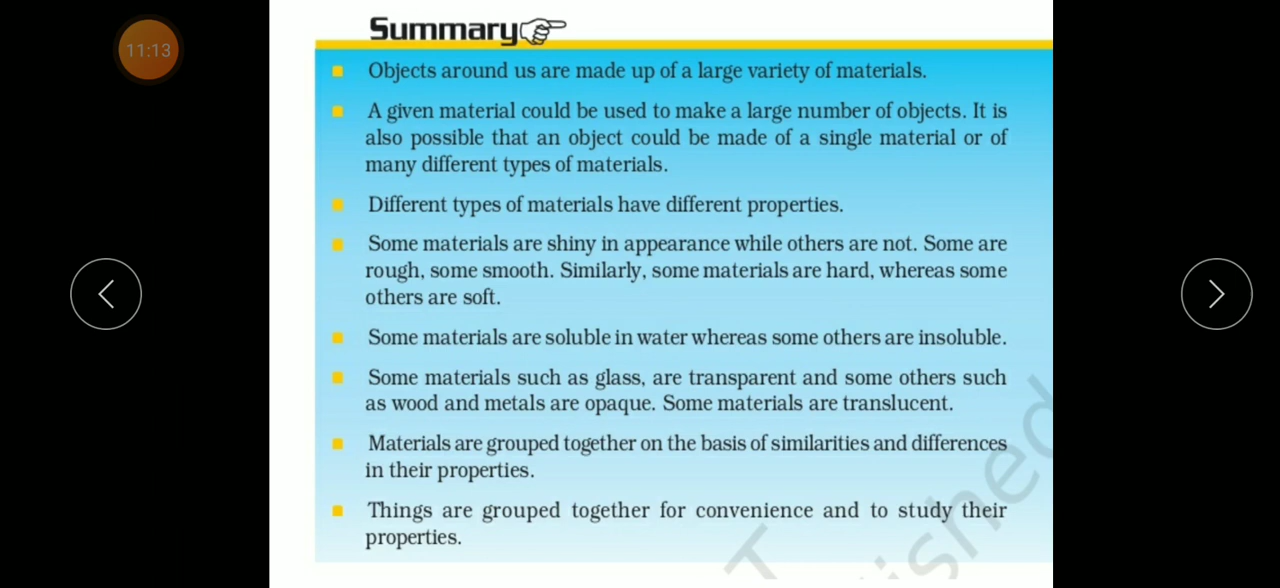 11:13
Summary
Objects around us are made up of a large variety of materials.
A given material could be used to make a large number of objects. It is
also possible that an object could be made of a single material or of
many different types of materials.
Different types of materials have different properties.
Some materials are shiny in appearance while others are not. Some are
rough, some smooth. Similarly, some materials are hard, whereas some
others are soft.
Some materials are soluble in water whereas some others are insoluble.
Some materials such as glass, are transparent and some others such
as wood and metals are opaque. Some materials are translucent.
Materials are grouped together on the basis of similarities and differences
in their properties.
Things are grouped together for convenience and to study their
properties.